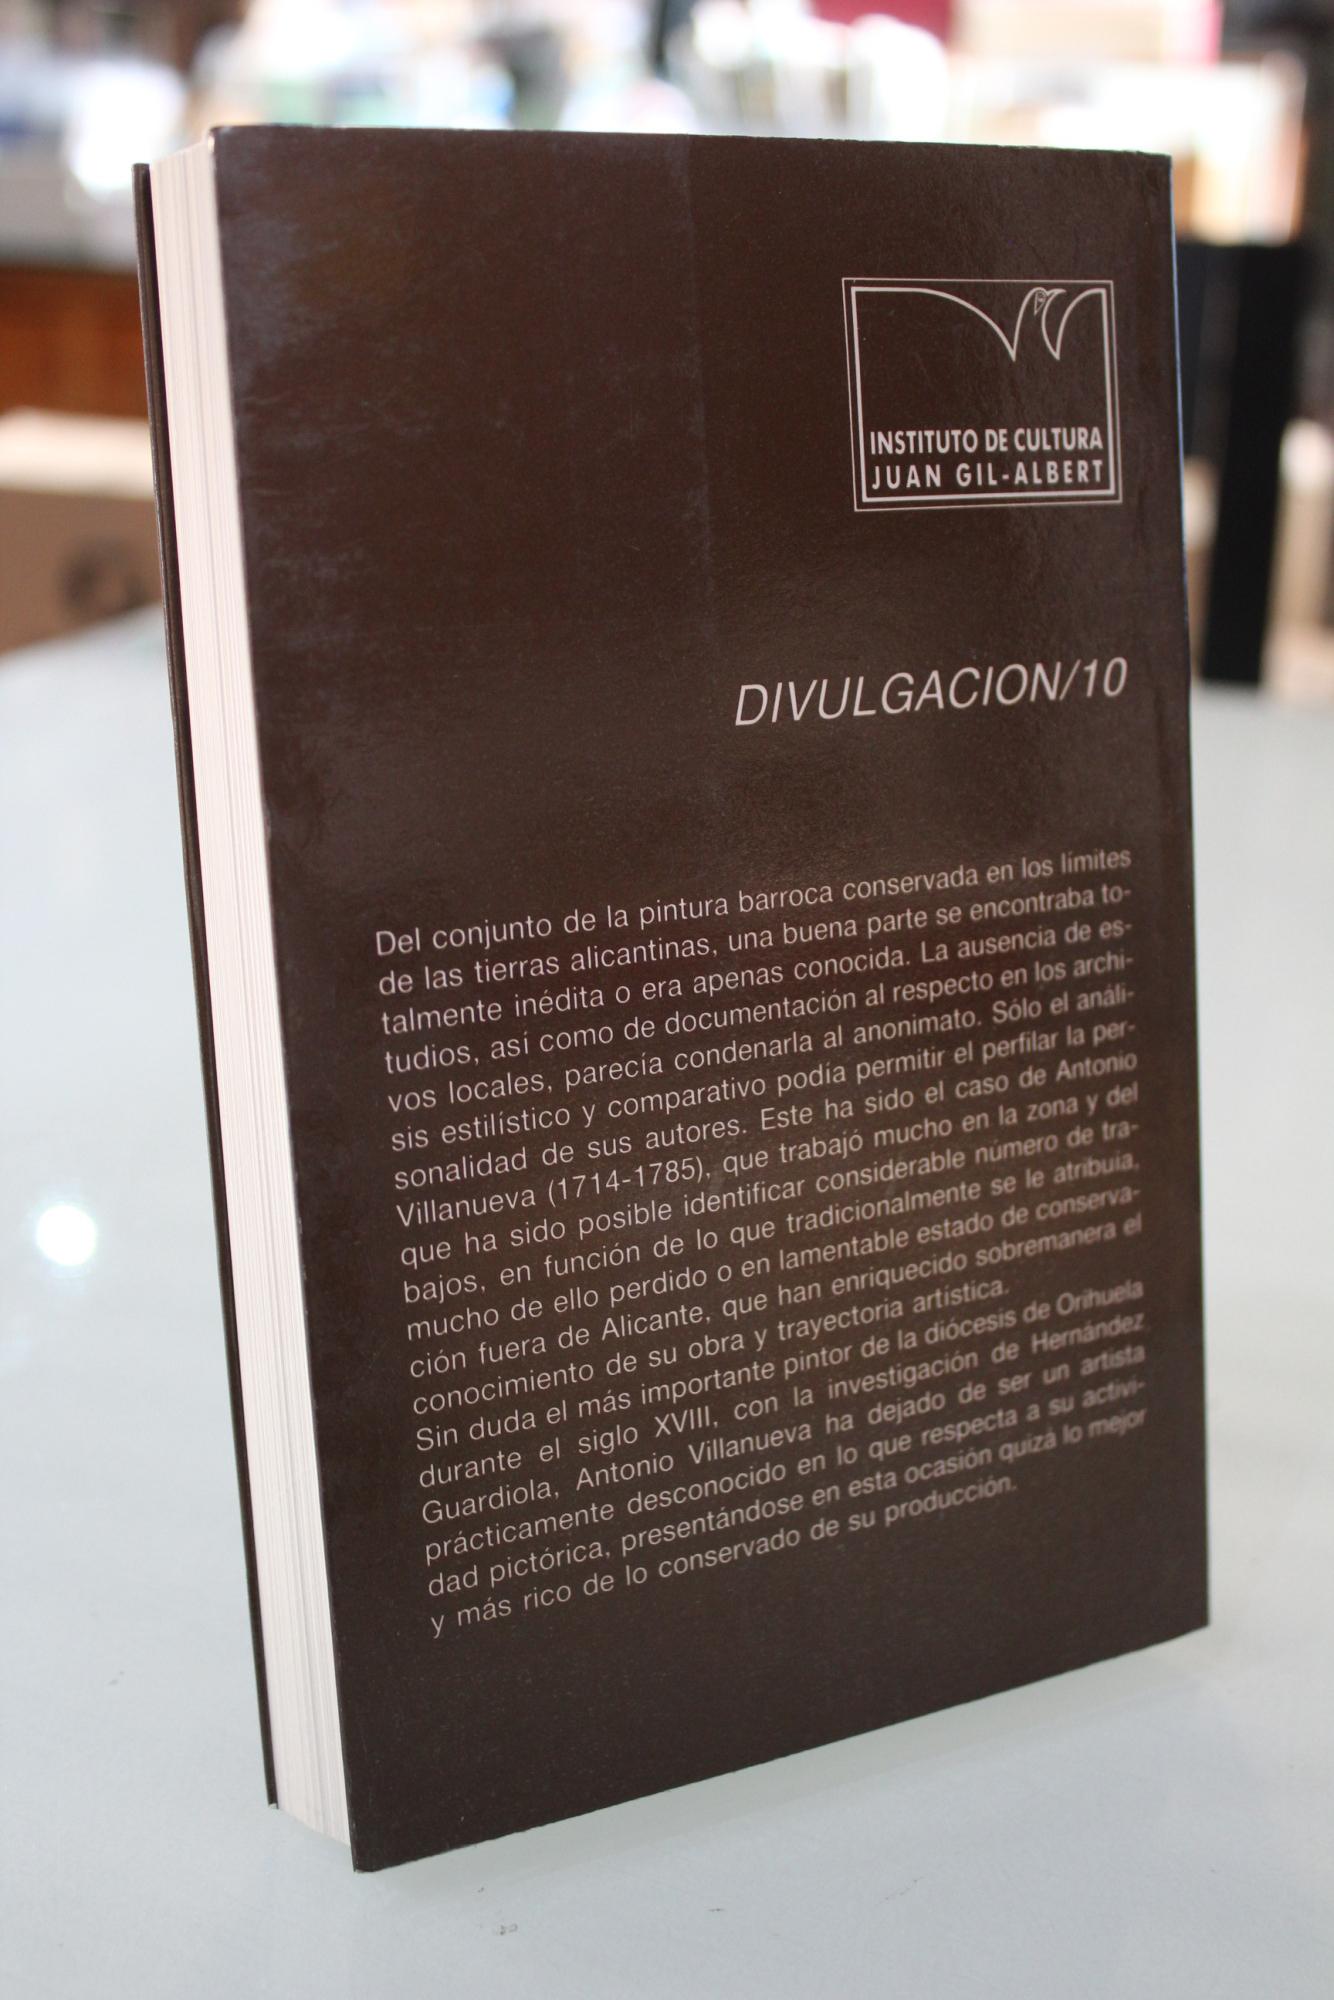 INSTITUTO DE CULTURA
JUAN GIL-ALBERT
DIVULGACION/10
Del conjunto de la pintura barroca conservada en los límites
de las tierras alicantinas, una buena parte se encontraba to-
talmente inédita o era apenas conocida. La ausencia de es-
tudios, así como de documentación al respecto en los archi-
vos locales, parecía condenarla al anonimato. Sólo el análi-
sis estilístico y comparativo podía permitir el perfilar la per-
sonalidad de sus autores. Este ha sido el caso de Antonio
Villanueva (1714-1785), que trabajó mucho en la zona y del
que ha sido posible identificar considerable número de tra-
bajos, en función de lo que tradicionalmente se le atribuía,
mucho de ello perdido o en lamentable estado de conserva-
ción fuera de Alicante, que han enriquecido sobremanera el
conocimiento de su obra y trayectoria artística.
Sin duda el más importante pintor de la diócesis de Orihuela
durante el siglo XVIII, con la investigación de Hernández
Guardiola, Antonio Villanueva ha dejado de ser un artista
prácticamente desconocido en lo que respecta a su activi-
dad pictórica, presentándose en esta ocasión quizá lo mejor
y más rico de lo conservado de su producción.